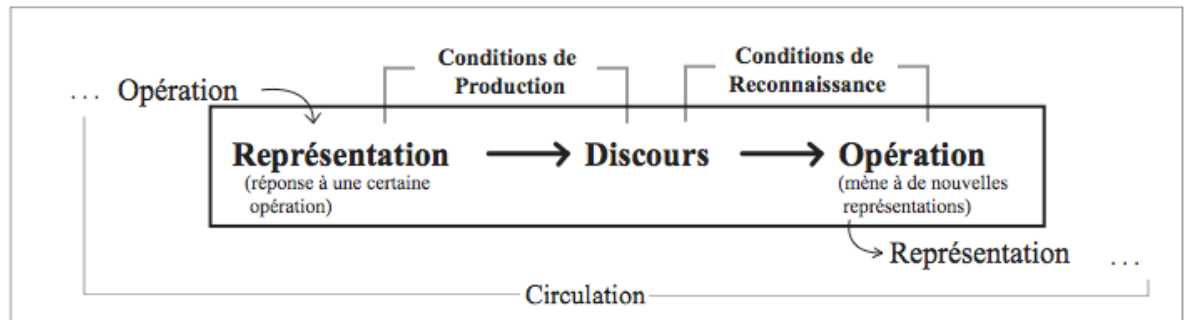 Conditions de
Production
Conditions de
Reconnaissance
... Opération
Représentation
(réponse à une certaine
opération)
Discours
Opération
(mène à de nouvelles
représentations)
Représentation ...
Circulation